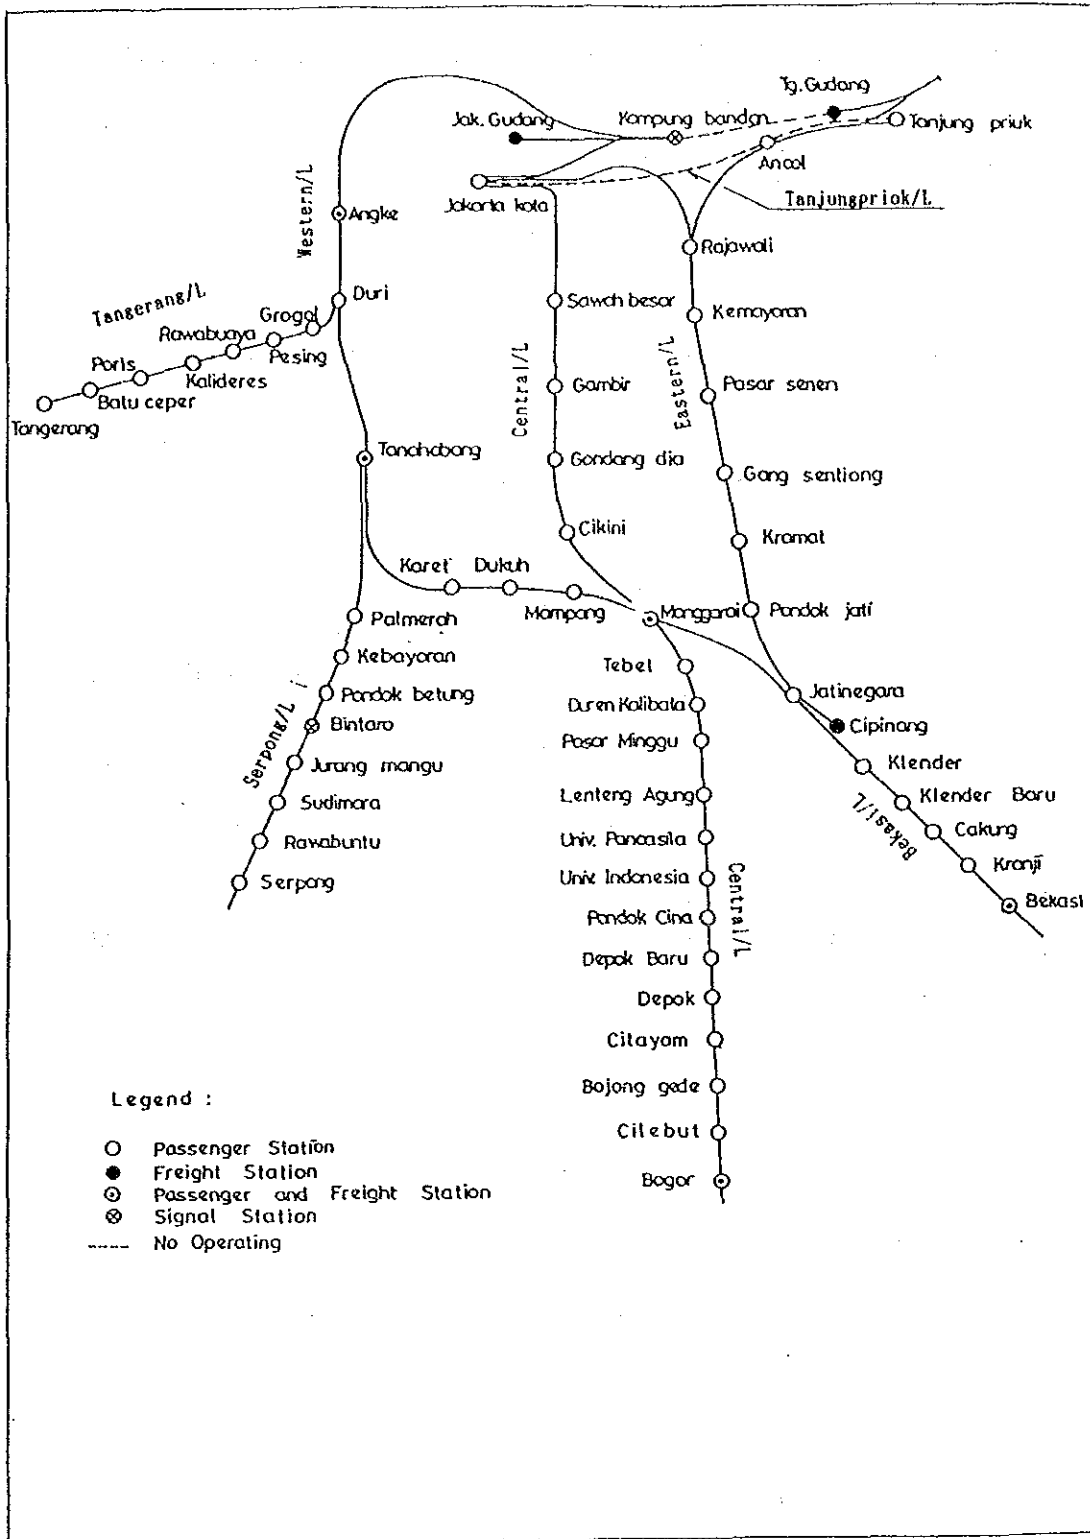 Tg. Gudang
Jak. Gudang
Kampung bandan
Tanjung priuk
Ancol
Jakarta kota
Tanjungpriok/L
Western/L
Angke
Rajawali
Tangerang/L
Duri
Sawah besar
Kemayoran
Grogol
Rawabuaya
Pesing
Poris
Kalideres
Batu ceper
Tangerang
Central/L
Eastern/L
Gambir
Pasar senen
Tanahabang
Gondang dia
Gang sentiong
Cikini
Kramat
Karet
Dukuh
Mampang
Manggarai
Pondok jati
Palmerah
Kebayoran
Tebet
Jatinegara
Pondok betung
Duren Kalibata
Serpong/L
Bintaro
Cipinang
Pasar Minggu
Jurang mangu
Klender
Lenteng Agung
Sudimara
Klender Baru
Bekasi/L
Rawabuntu
Univ. Pancasila
Cakung
Kranji
Serpong
Univ. Indonesia
Bekasi
Pondok Cina
Central/L
Depok Baru
Depok
Citayam
Bojong gede
Cilebut
Bogor
Legend :
Passenger Station
Freight Station
Passenger and Freight Station
Signal Station
No Operating